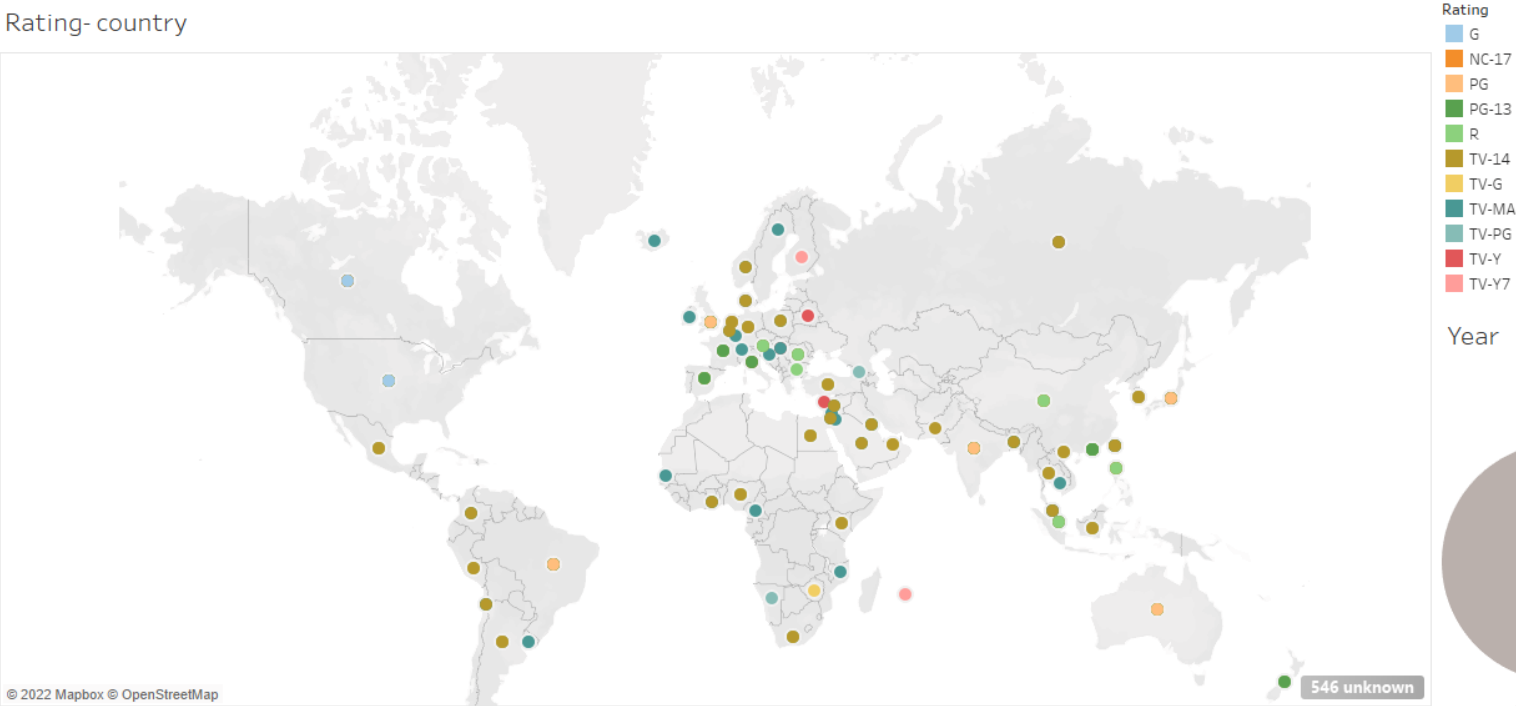 Rating- country
Rating
G
NC-17
PG
PG-13
R
TV-14
TV-G
TV-MA
TV-PG
TV-Y
TV-Y7
Year
© 2022 Mapbox © OpenStreetMap
546 unknown